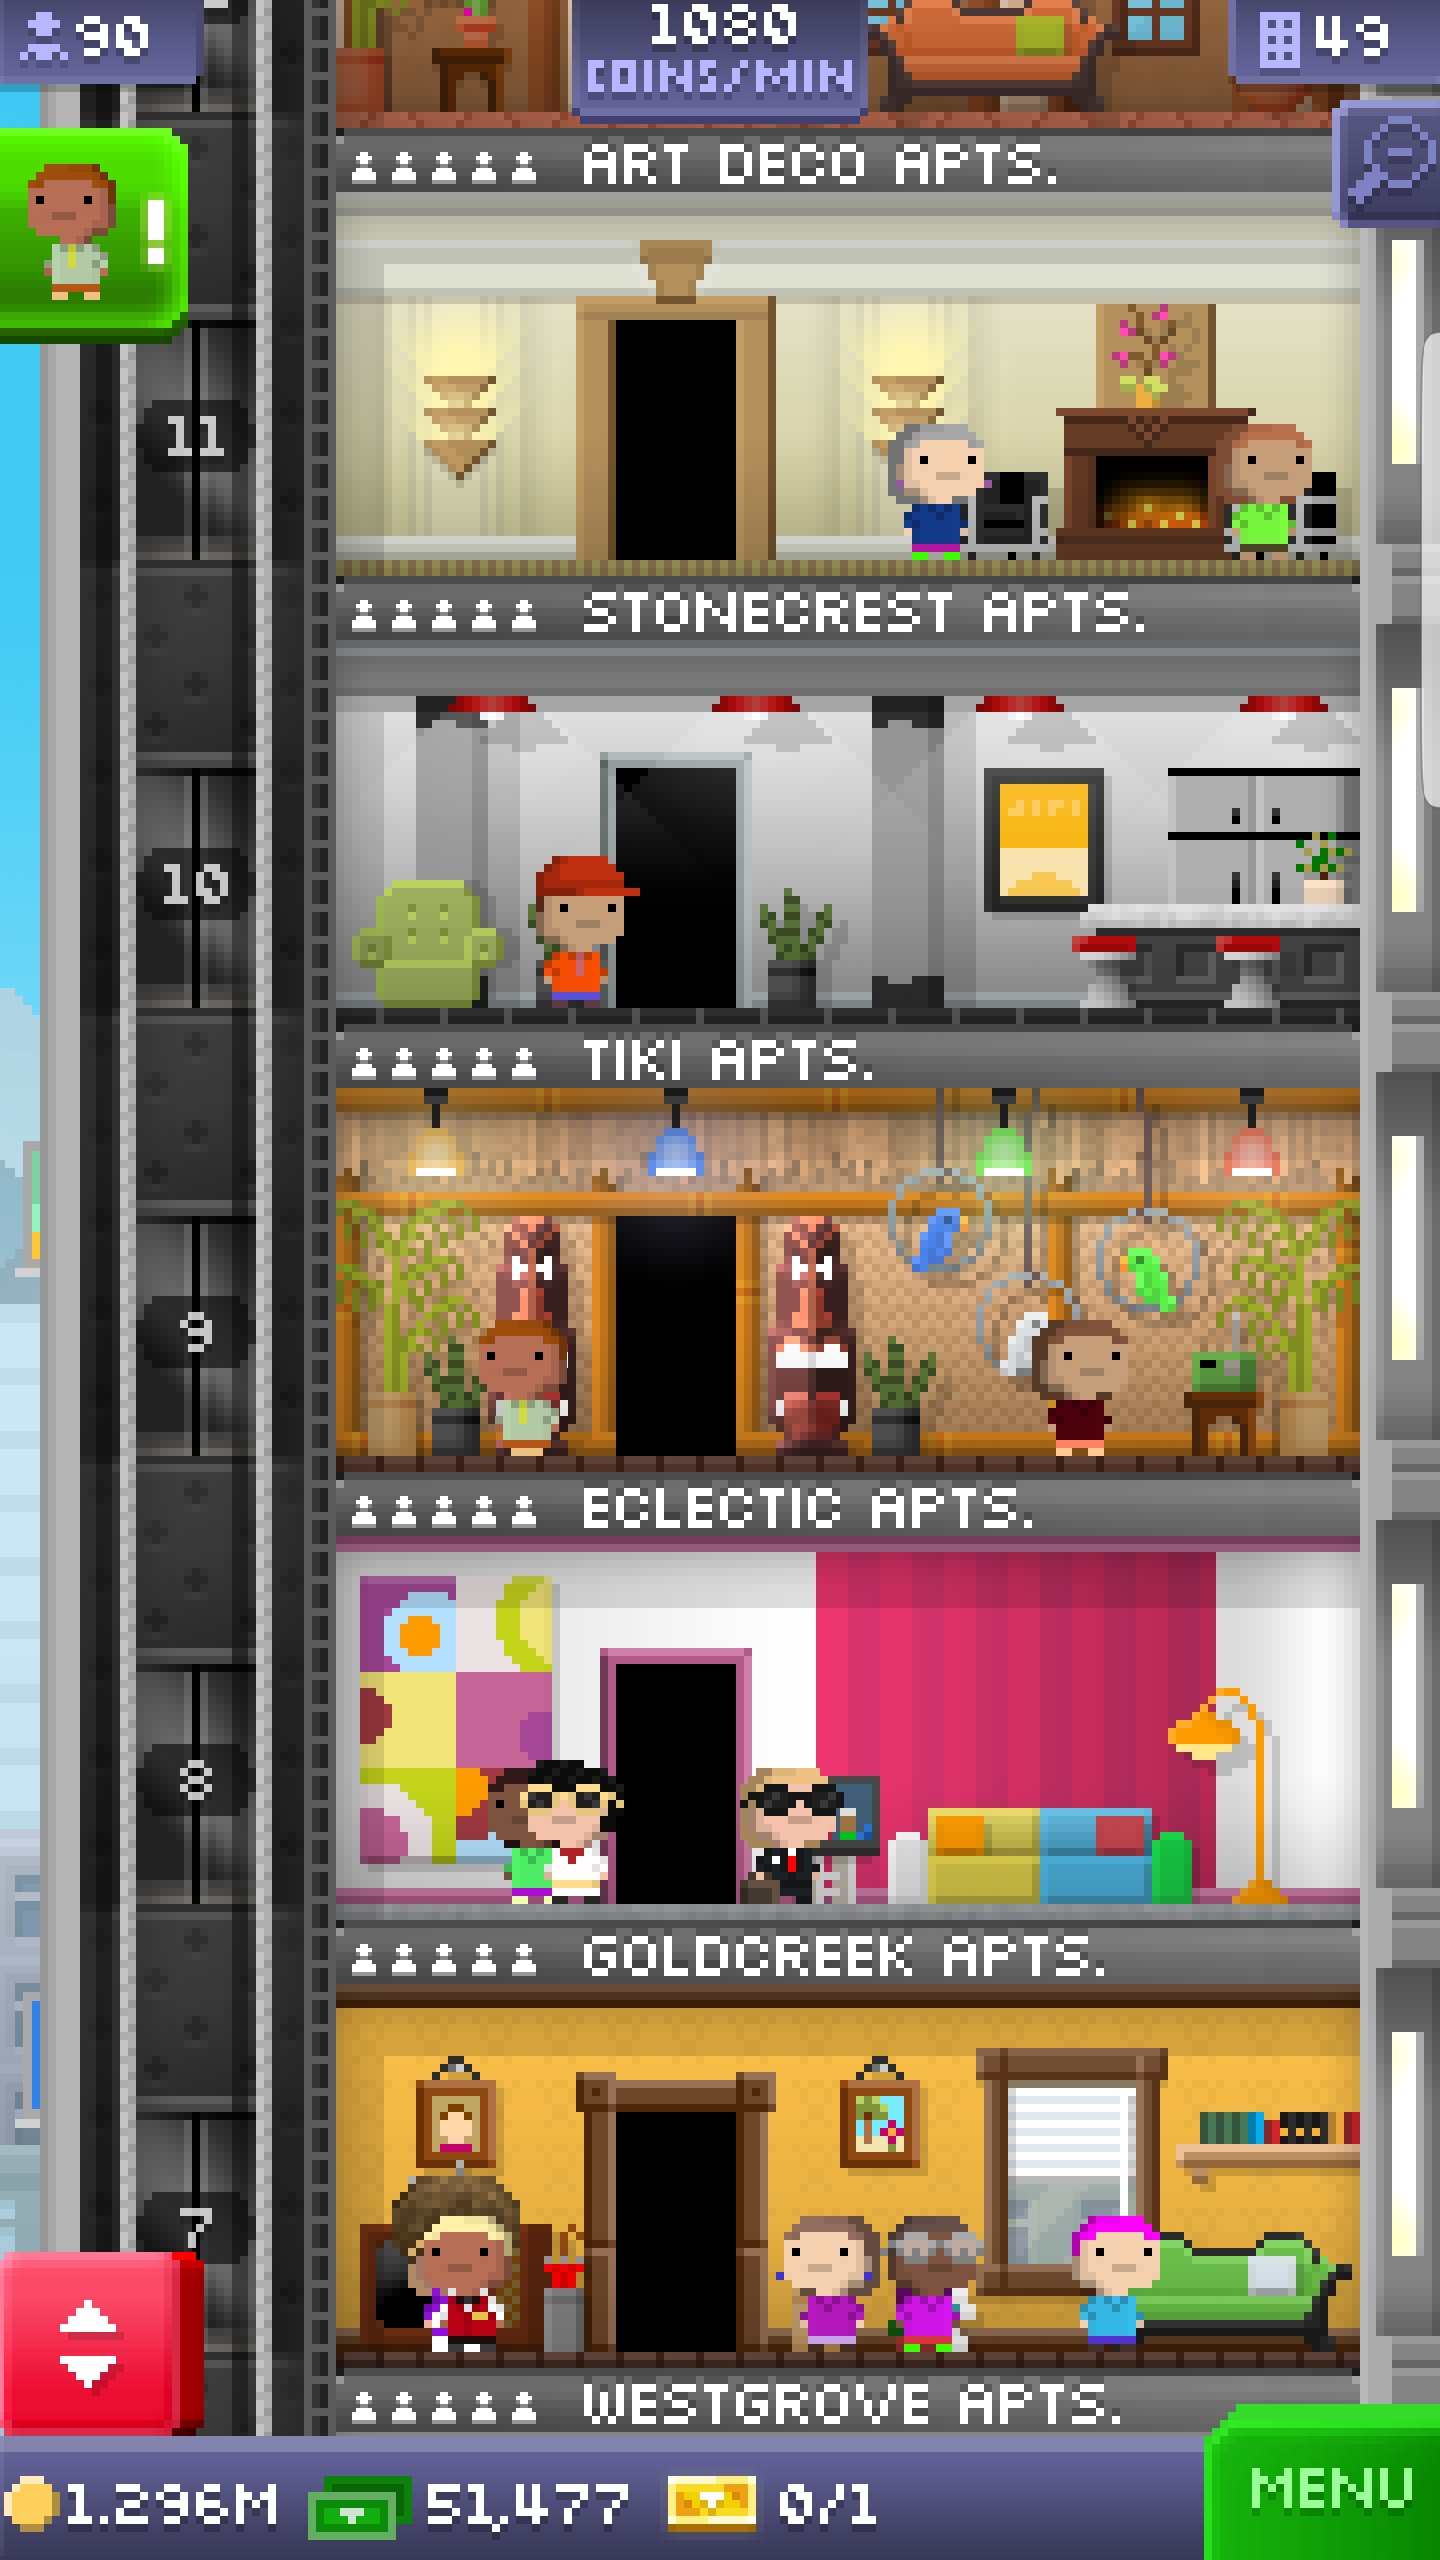 90
1080
COINS/MIN
49
ART DECO APTS.
!
11
STONECREST APTS.
10
TIKI APTS.
9
ECLECTIC APTS.
8
GOLDCREEK APTS.
7
WESTGROVE APTS.
1.296M
51,477
0/1
MENU